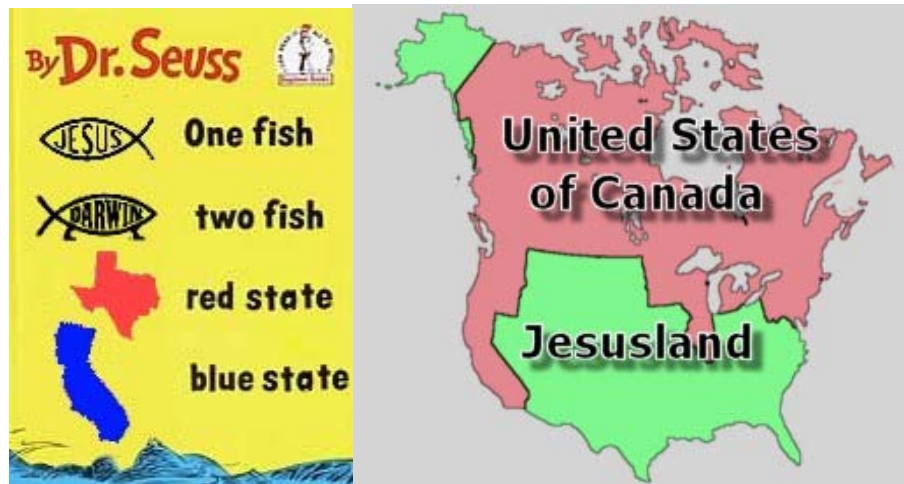 By Dr. Seuss
JESUS One fish
DARWIN two fish
red state
blue state
United States
of Canada
Jesusland